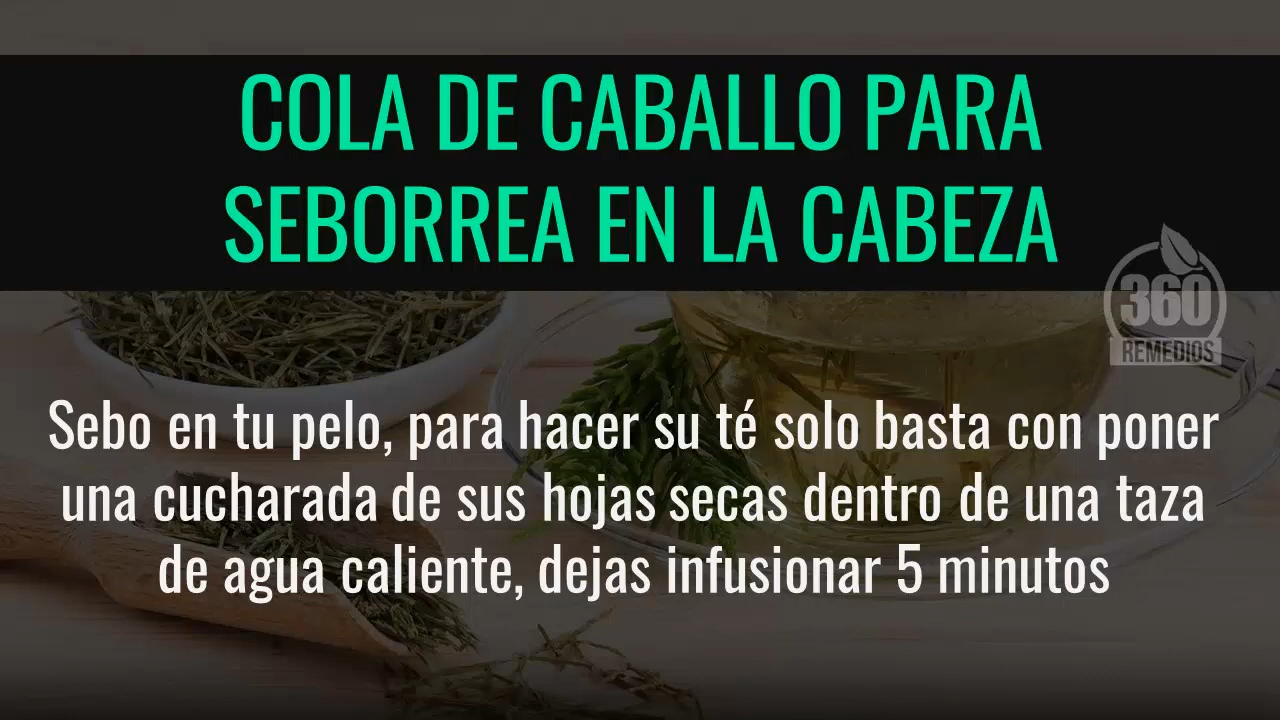 COLA DE CABALLO PARA
SEBORREA EN LA CABEZA
360
REMEDIOS
Sebo en tu pelo, para hacer su té solo basta con poner
una cucharada de sus hojas secas dentro de una taza
de agua caliente, dejas infusionar 5 minutos